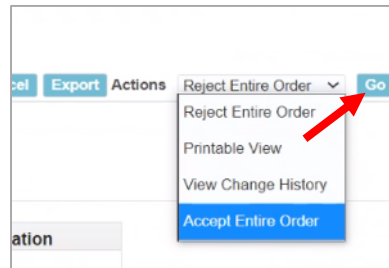 cel Export Actions Reject Entire Order Go
Reject Entire Order
Printable View
View Change History
Accept Entire Order
ation